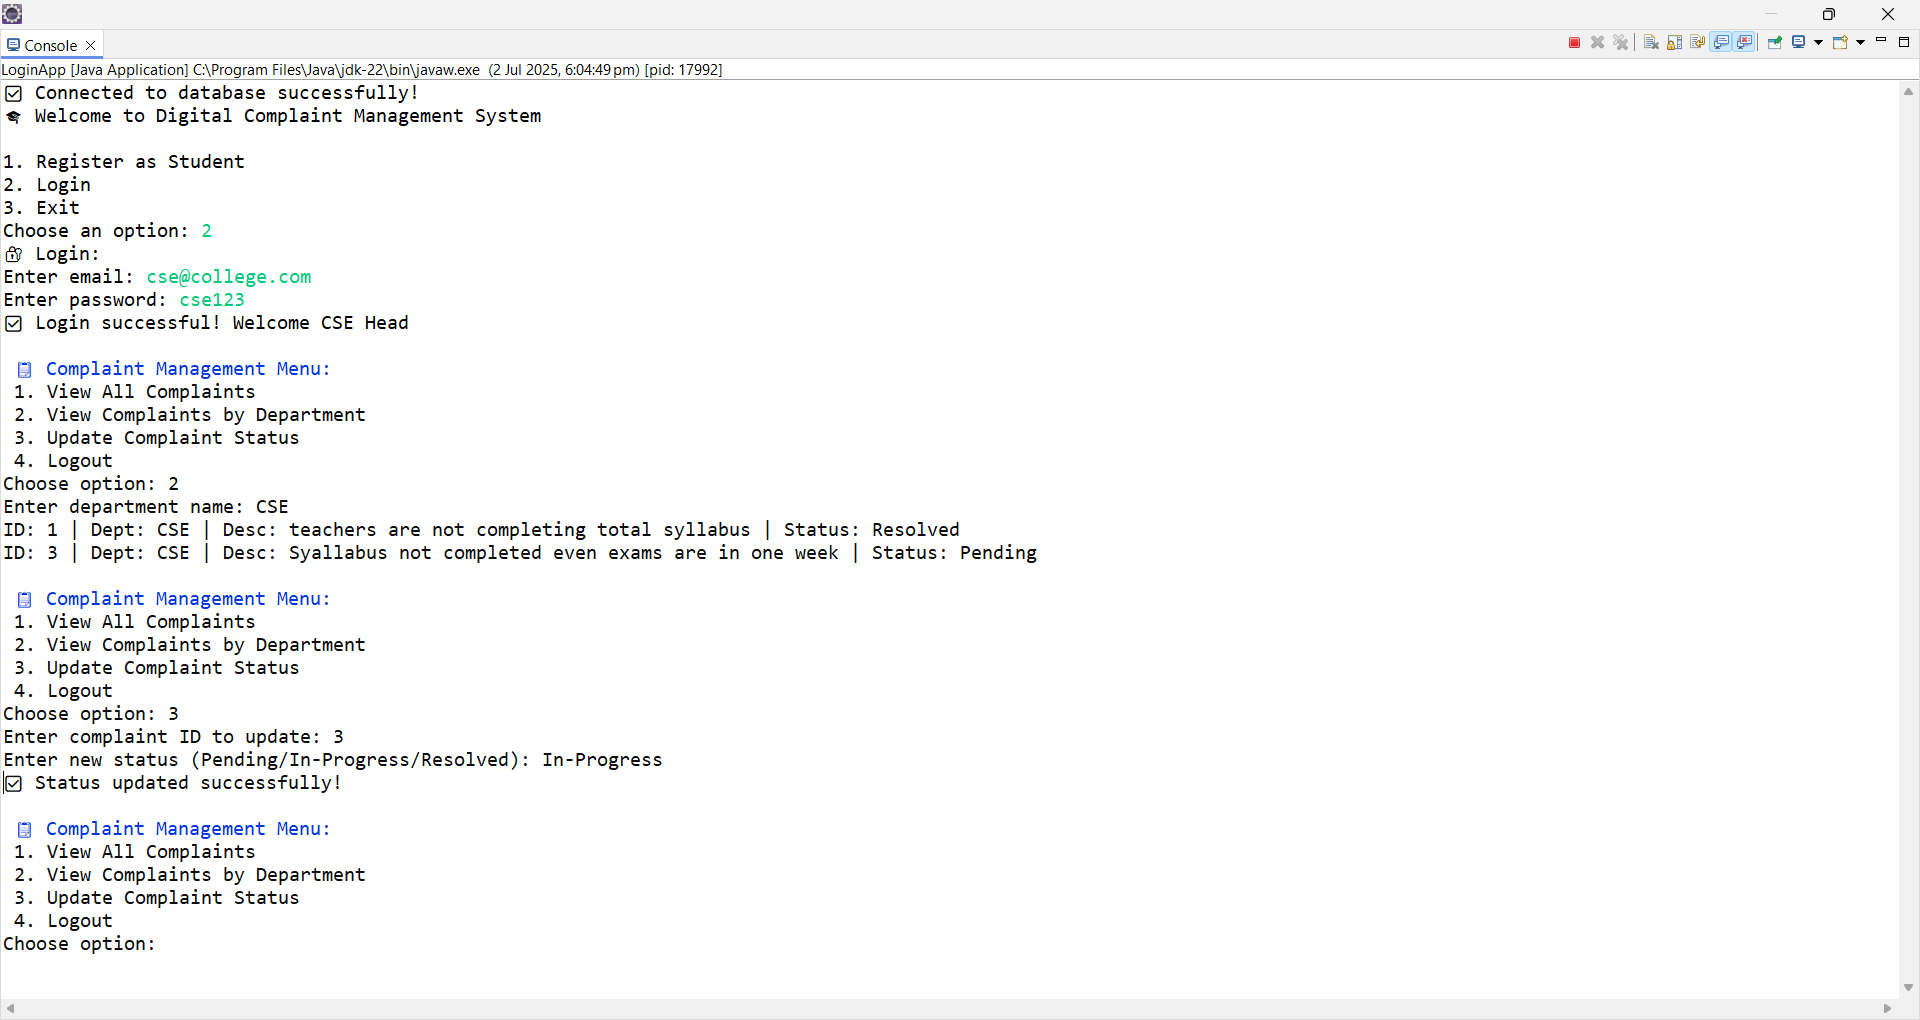 Console
LoginApp [Java Application] C:\Program Files\Java\jdk-22\bin\javaw.exe (2 Jul 2025, 6:04:49 pm) [pid: 17992]
☑ Connected to database successfully!
🎓 Welcome to Digital Complaint Management System
1. Register as Student
2. Login
3. Exit
Choose an option: 2
🔐 Login:
Enter email: cse@college.com
Enter password: cse123
☑ Login successful! Welcome CSE Head
📋 Complaint Management Menu:
1. View All Complaints
2. View Complaints by Department
3. Update Complaint Status
4. Logout
Choose option: 2
Enter department name: CSE
ID: 1 | Dept: CSE | Desc: teachers are not completing total syllabus | Status: Resolved
ID: 3 | Dept: CSE | Desc: Syallabus not completed even exams are in one week | Status: Pending
📋 Complaint Management Menu:
1. View All Complaints
2. View Complaints by Department
3. Update Complaint Status
4. Logout
Choose option: 3
Enter complaint ID to update: 3
Enter new status (Pending/In-Progress/Resolved): In-Progress
☑ Status updated successfully!
📋 Complaint Management Menu:
1. View All Complaints
2. View Complaints by Department
3. Update Complaint Status
4. Logout
Choose option: